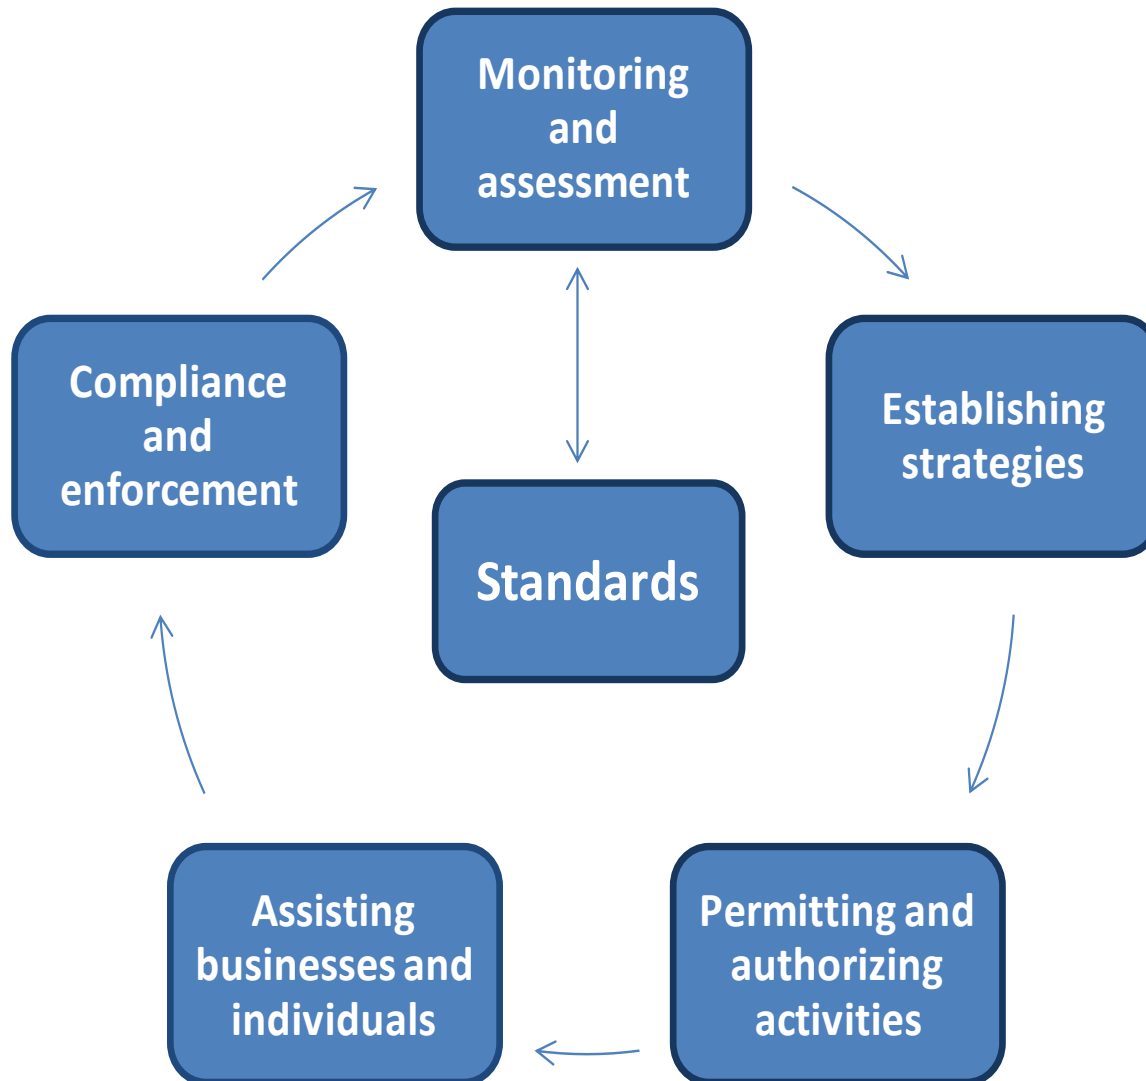 Monitoring
and
assessment
Compliance
and
enforcement
Establishing
strategies
Standards
Assisting
businesses and
individuals
Permitting and
authorizing
activities